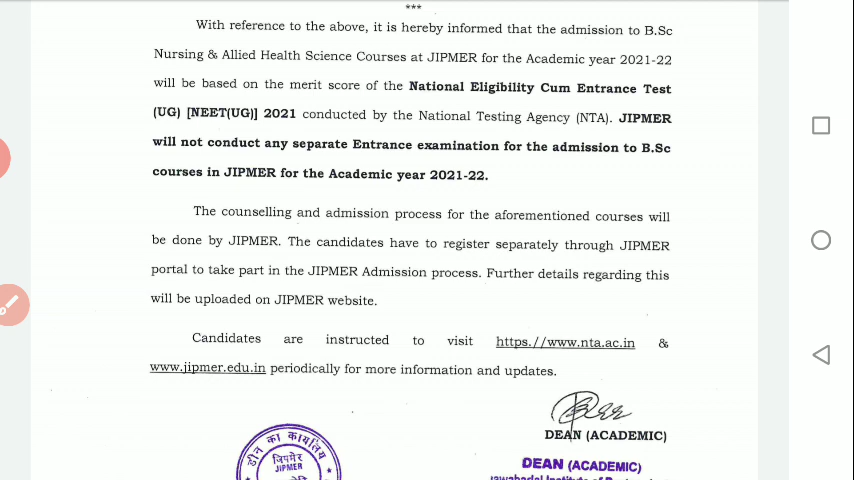 ***
With reference to the above, it is hereby informed that the admission to B.Sc
Nursing & Allied Health Science Courses at JIPMER for the Academic year 2021-22
will be based on the merit score of the National Eligibility Cum Entrance Test
(UG) [NEET(UG)] 2021 conducted by the National Testing Agency (NTA). JIPMER
will not conduct any separate Entrance examination for the admission to B.Sc
courses in JIPMER for the Academic year 2021-22.
The counselling and admission process for the aforementioned courses will
be done by JIPMER. The candidates have to register separately through JIPMER
portal to take part in the JIPMER Admission process. Further details regarding this
will be uploaded on JIPMER website.
Candidates are instructed to visit https.//www.nta.ac.in &
www.jipmer.edu.in periodically for more information and updates.
DEAN (ACADEMIC)
डीन का कार्यालय
जिपमेर
JIPMER
DEAN (ACADEMIC)